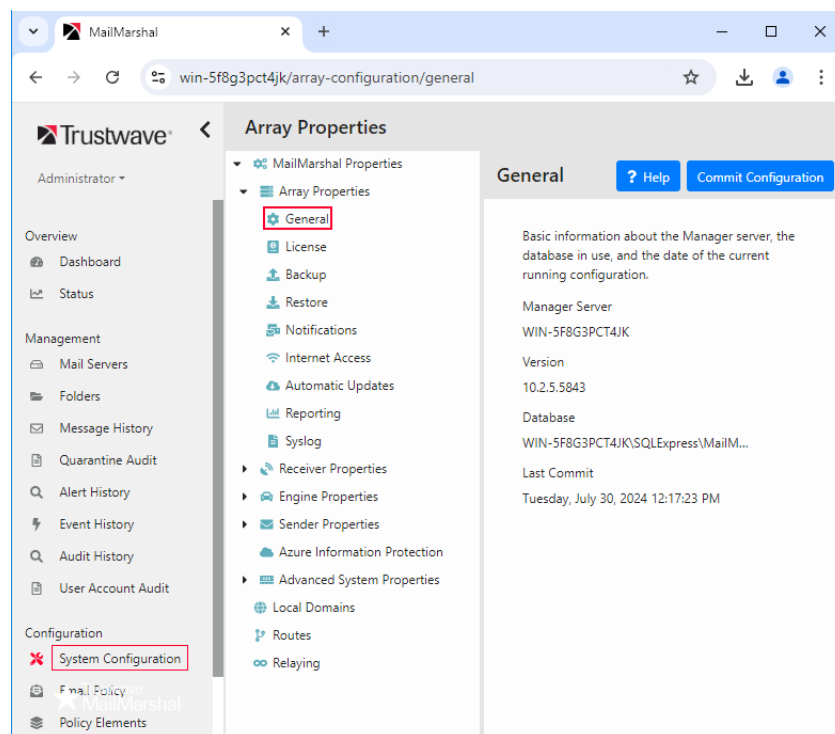 MailMarshal
win-5f8g3pct4jk/array-configuration/general
Trustwave
Administrator
Overview
Dashboard
Status
Management
Mail Servers
Folders
Message History
Quarantine Audit
Alert History
Event History
Audit History
User Account Audit
Configuration
System Configuration
Email Policy
Trustwave
MailMarshal
Policy Elements
Array Properties
MailMarshal Properties
Array Properties
General
License
Backup
Restore
Notifications
Internet Access
Automatic Updates
Reporting
Syslog
Receiver Properties
Engine Properties
Sender Properties
Azure Information Protection
Advanced System Properties
Local Domains
Routes
Relaying
General
? Help
Commit Configuration
Basic information about the Manager server, the
database in use, and the date of the current
running configuration.
Manager Server
WIN-5F8G3PCT4JK
Version
10.2.5.5843
Database
WIN-5F8G3PCT4JK\SQLExpress\MailM...
Last Commit
Tuesday, July 30, 2024 12:17:23 PM